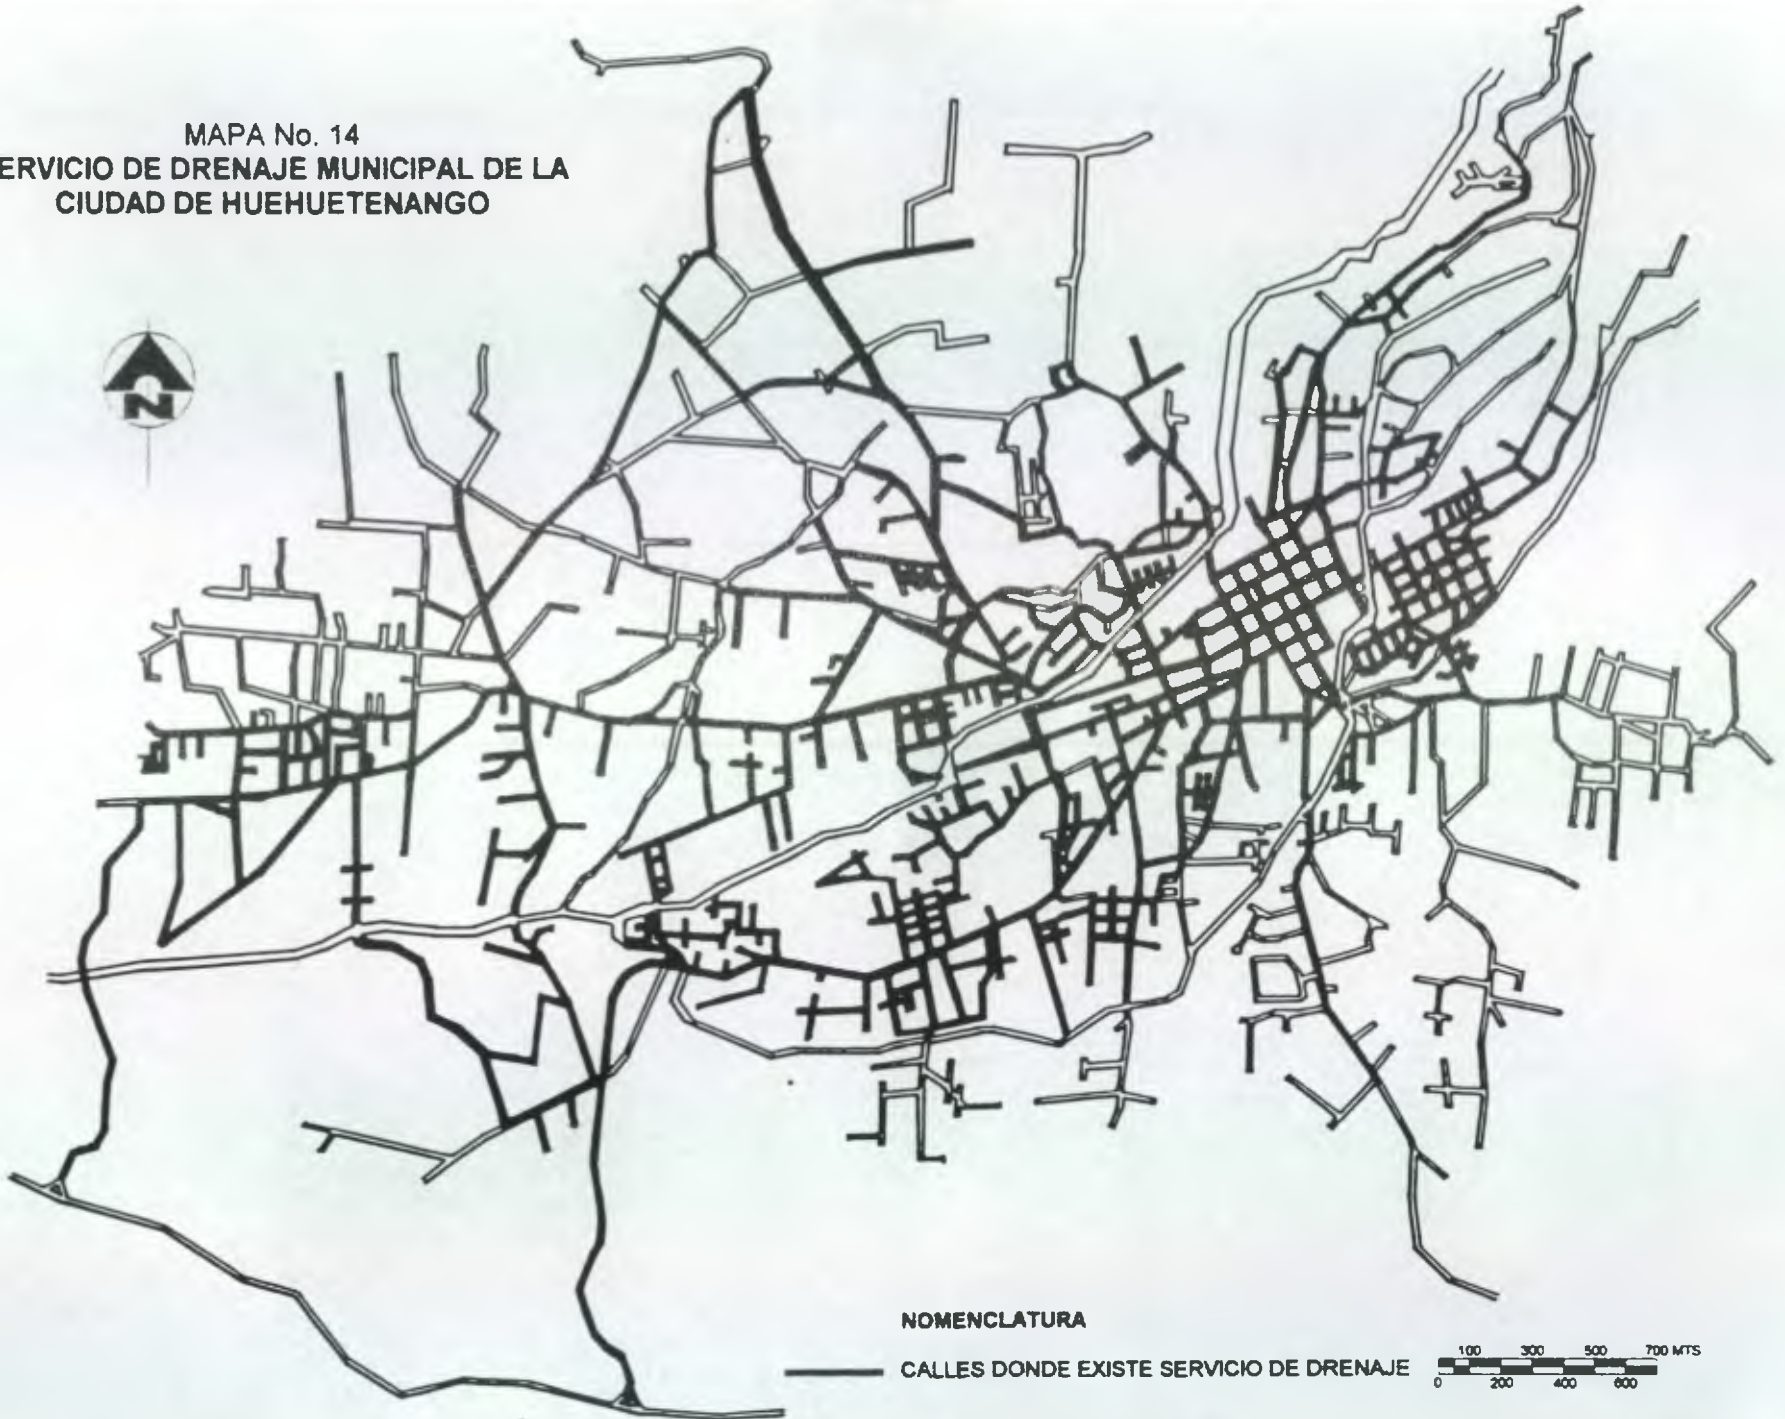 MAPA No. 14
ERVICIO DE DRENAJE MUNICIPAL DE LA
CIUDAD DE HUEHUETENANGO
N
NOMENCLATURA
CALLES DONDE EXISTE SERVICIO DE DRENAJE
100 300 500 700 MTS
0 200 400 600